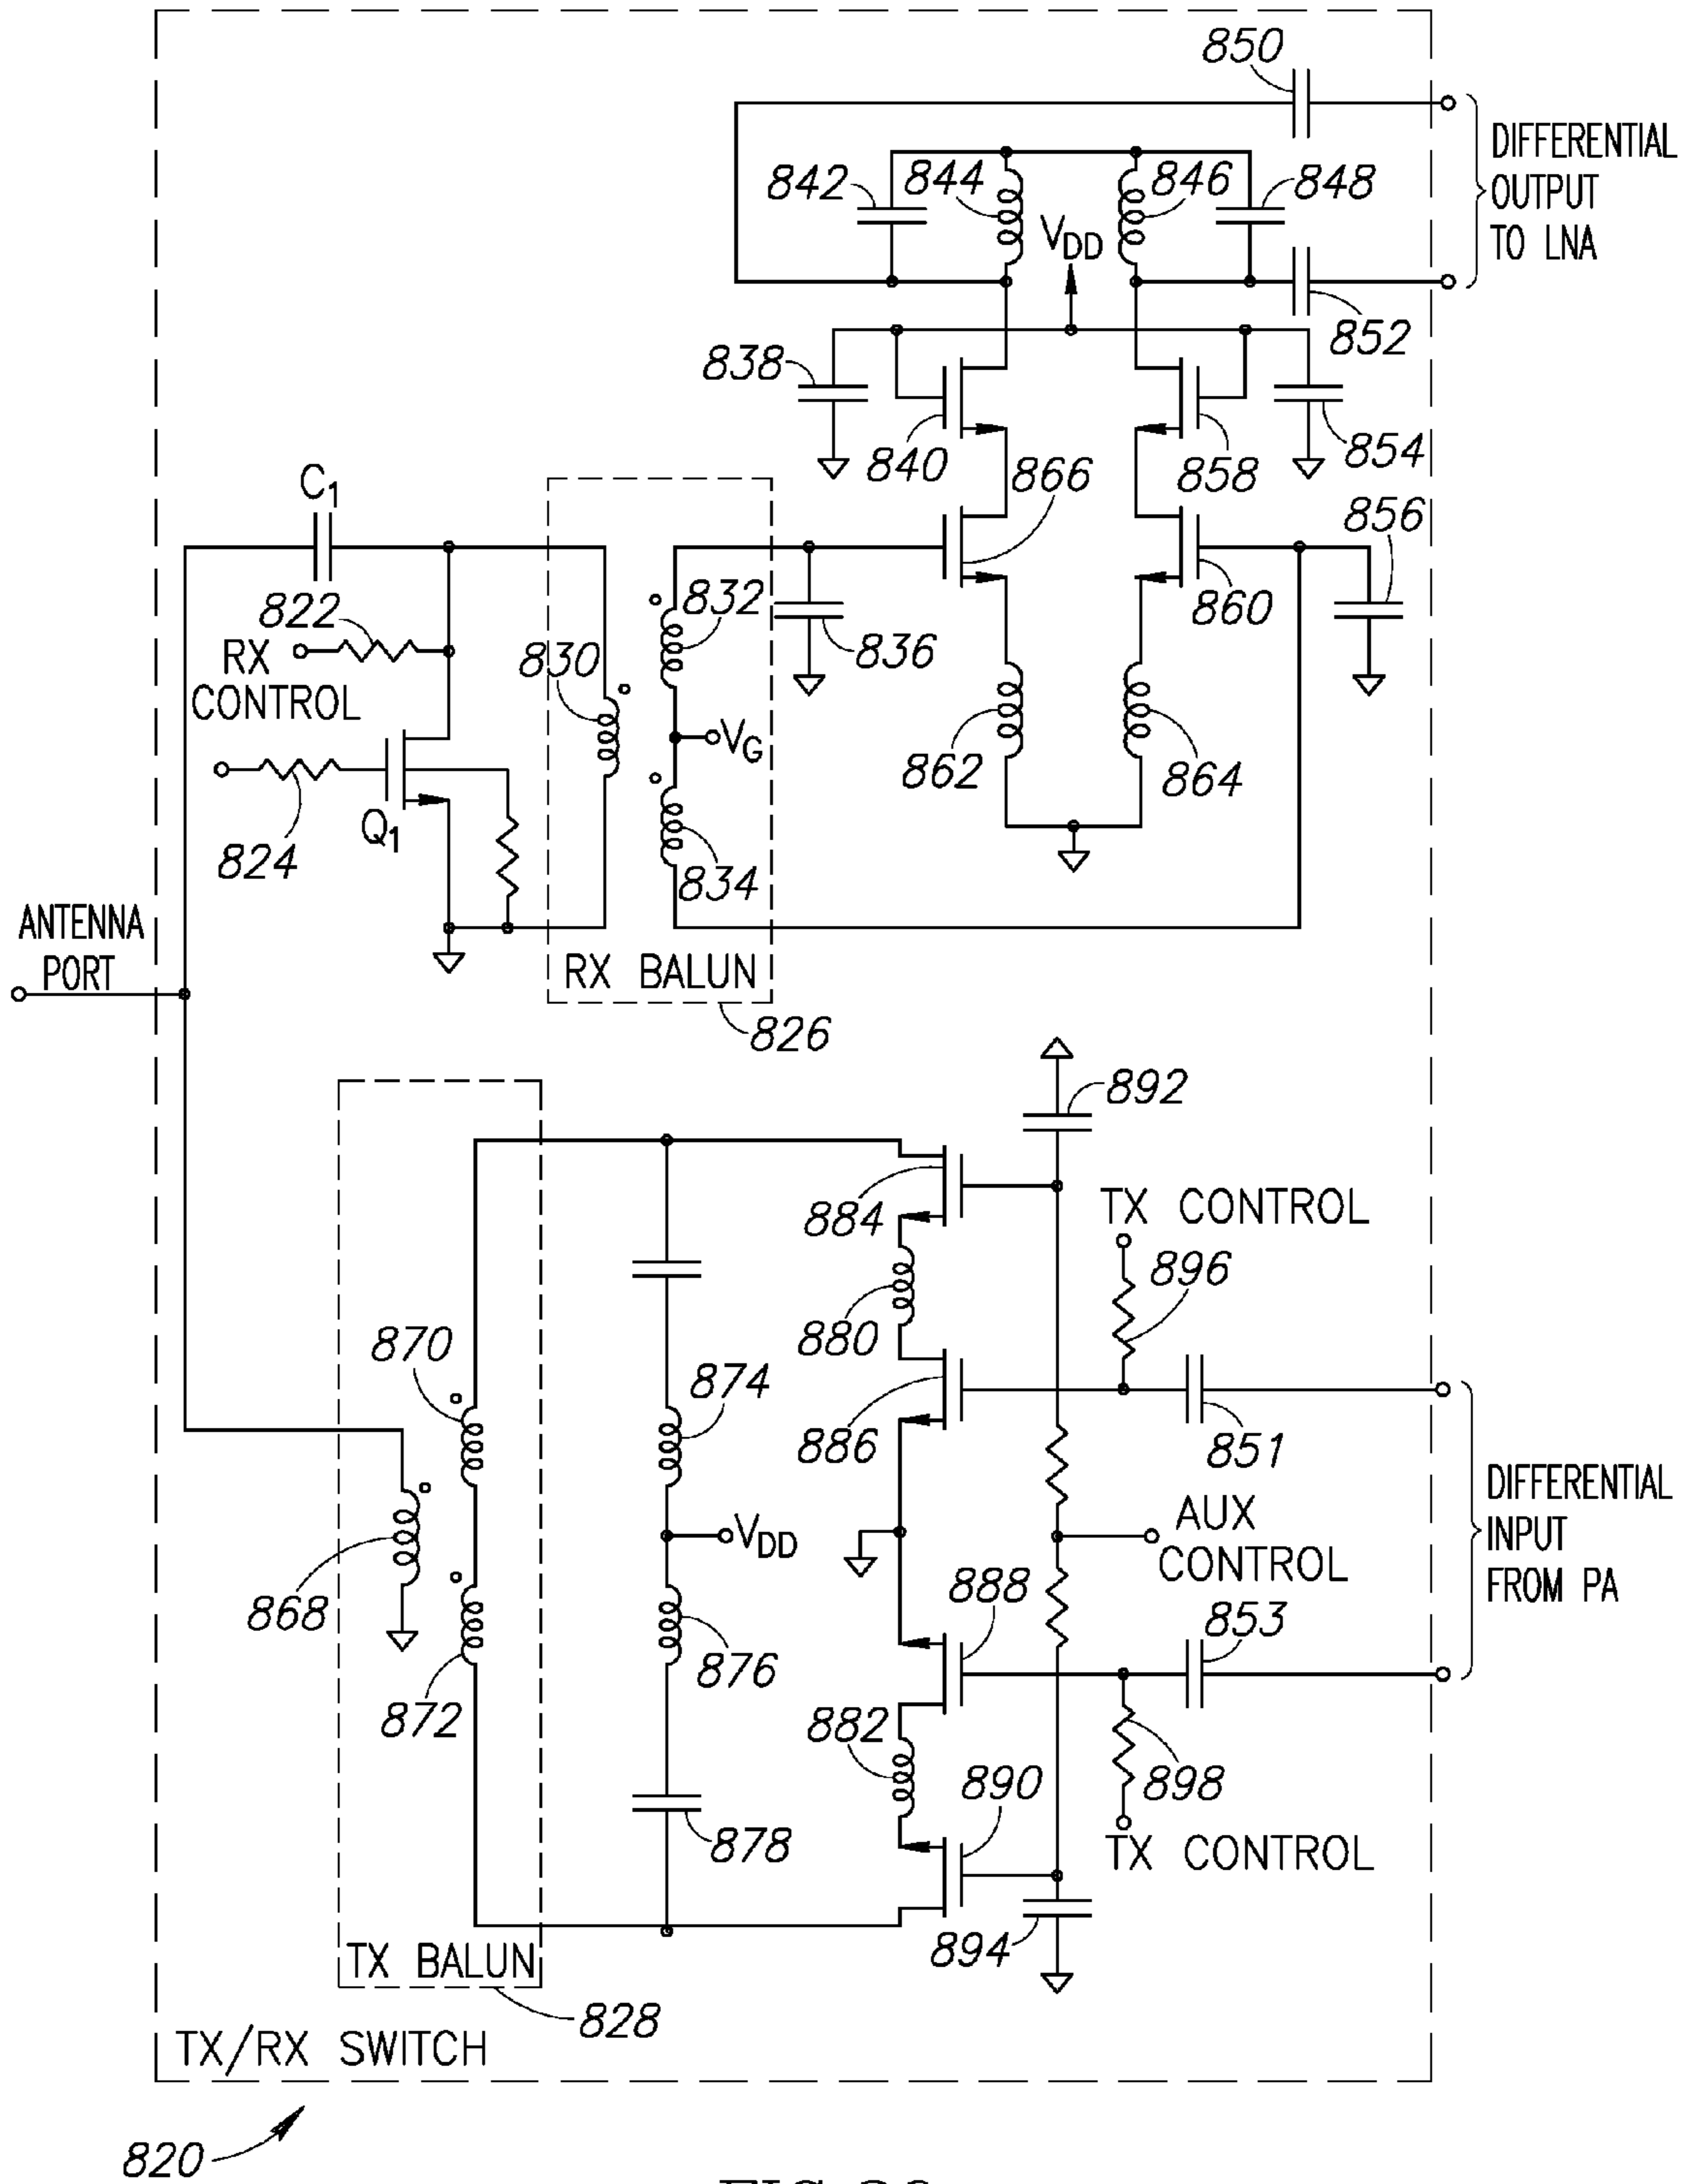 850
DIFFERENTIAL
OUTPUT
TO LNA
842
844
846
848
VDD
852
838
840
866
858
854
C1
856
822
RX
CONTROL
830
832
836
860
VG
862
864
824
Q1
834
ANTENNA
PORT
RX BALUN
826
892
884
TX CONTROL
896
870
874
880
886
851
DIFFERENTIAL
INPUT
FROM PA
868
VDD
AUX
CONTROL
888
853
872
876
882
890
898
878
TX CONTROL
894
TX BALUN
828
TX/RX SWITCH
820